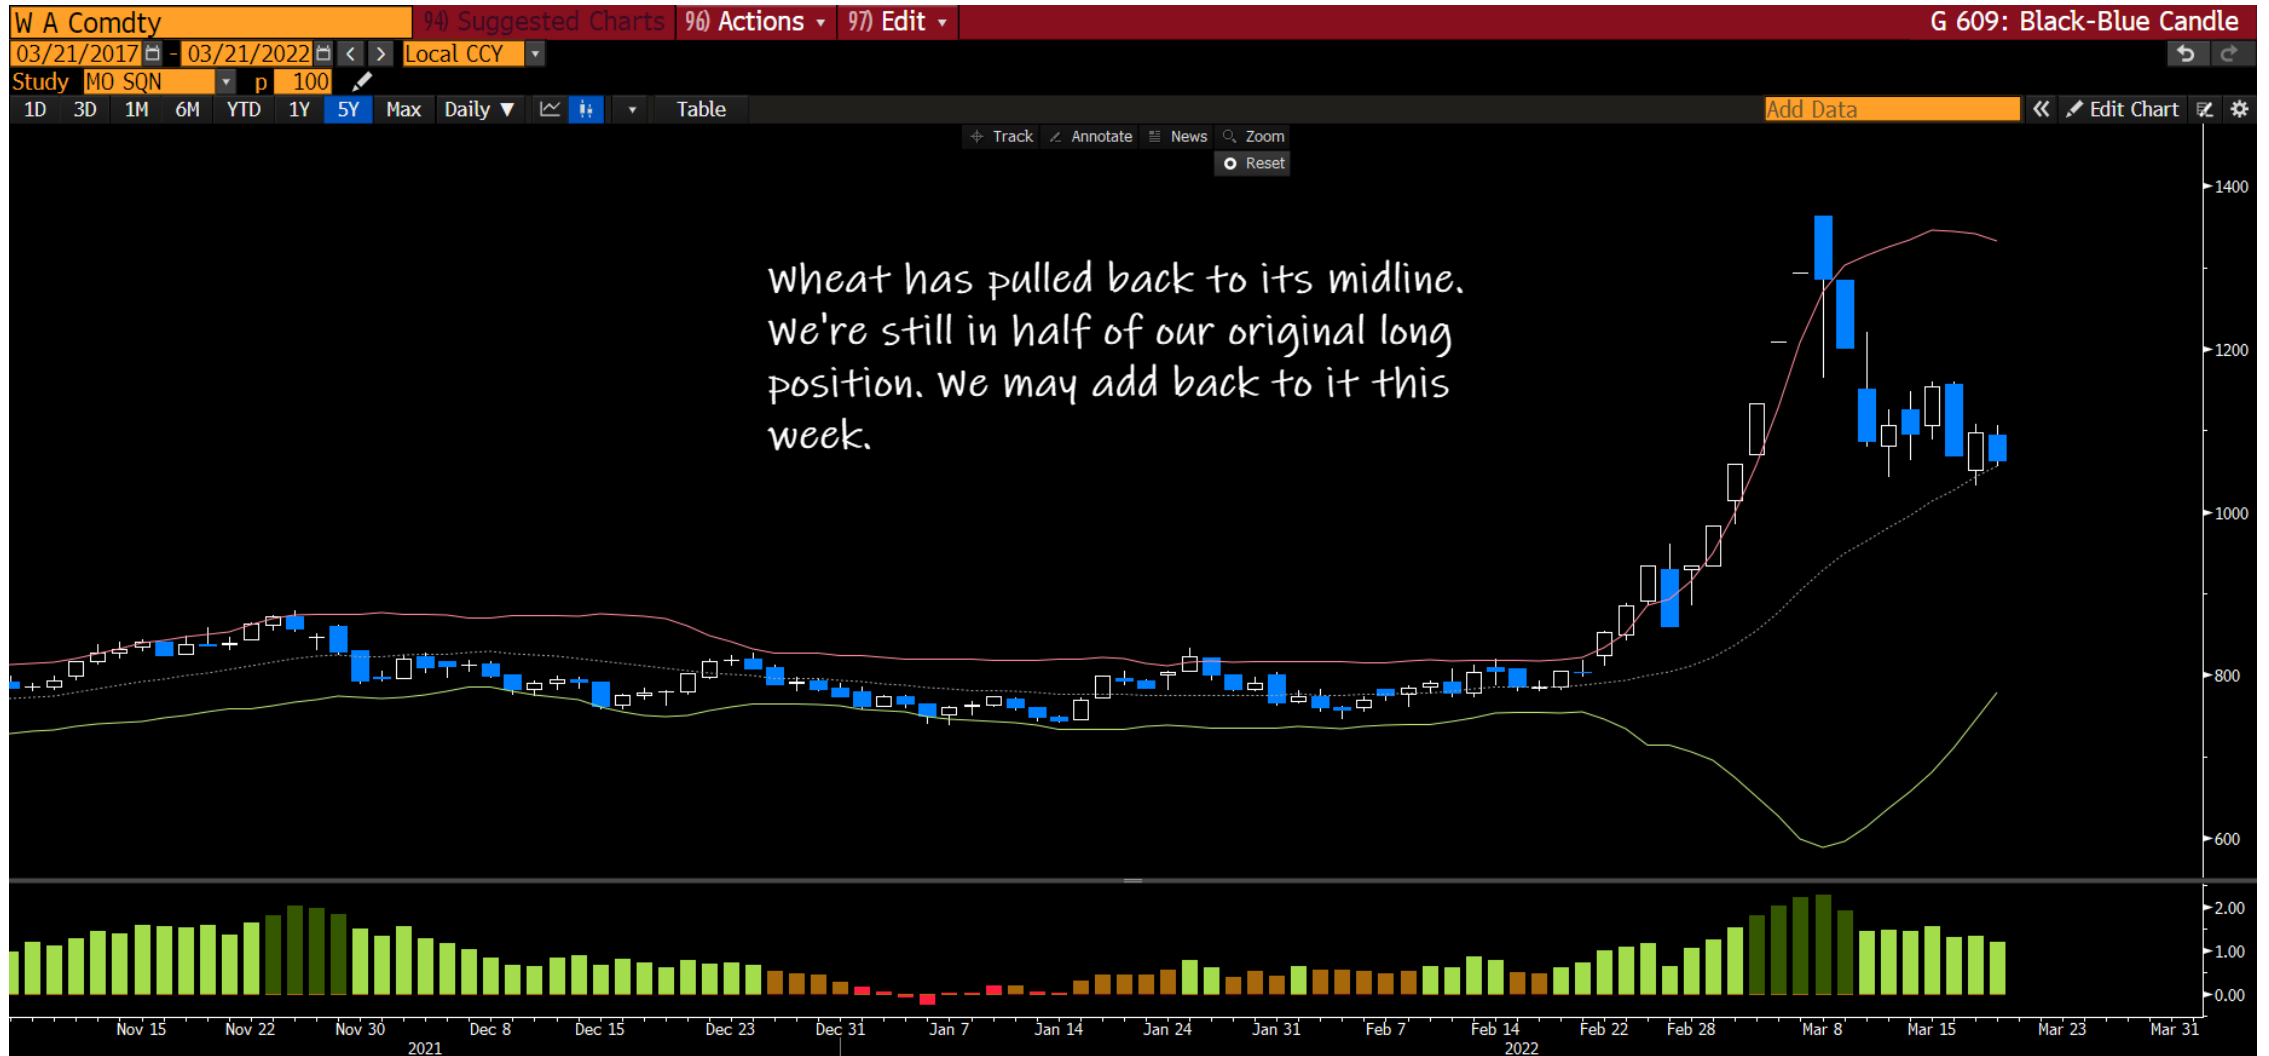 W A Comdty 94) Suggested Charts 96) Actions 97) Edit G 609: Black-Blue Candle
03/21/2017 - 03/21/2022 < > Local CCY
Study MO SQN p 100
1D 3D 1M 6M YTD 1Y 5Y Max Daily ▼ Table Add Data « Edit Chart
Track Annotate News Zoom
Reset
1400
Wheat has pulled back to its midline.
We're still in half of our original long
position. We may add back to it this
week.
1200
1000
800
600
2.00
1.00
0.00
Nov 15 Nov 22 Nov 30 Dec 8 Dec 15 Dec 23 Dec 31 Jan 7 Jan 14 Jan 24 Jan 31 Feb 7 Feb 14 Feb 22 Feb 28 Mar 8 Mar 15 Mar 23 Mar 31
2021 2022